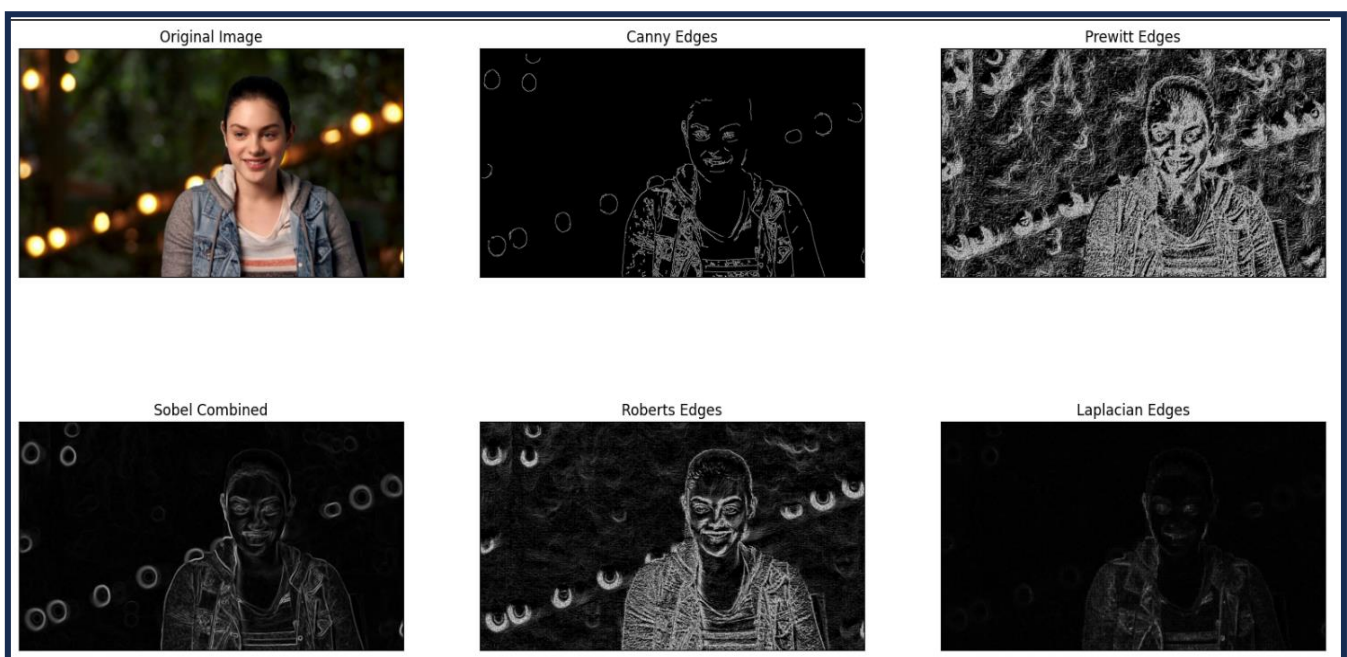 Original Image
Canny Edges
Prewitt Edges
Sobel Combined
Roberts Edges
Laplacian Edges